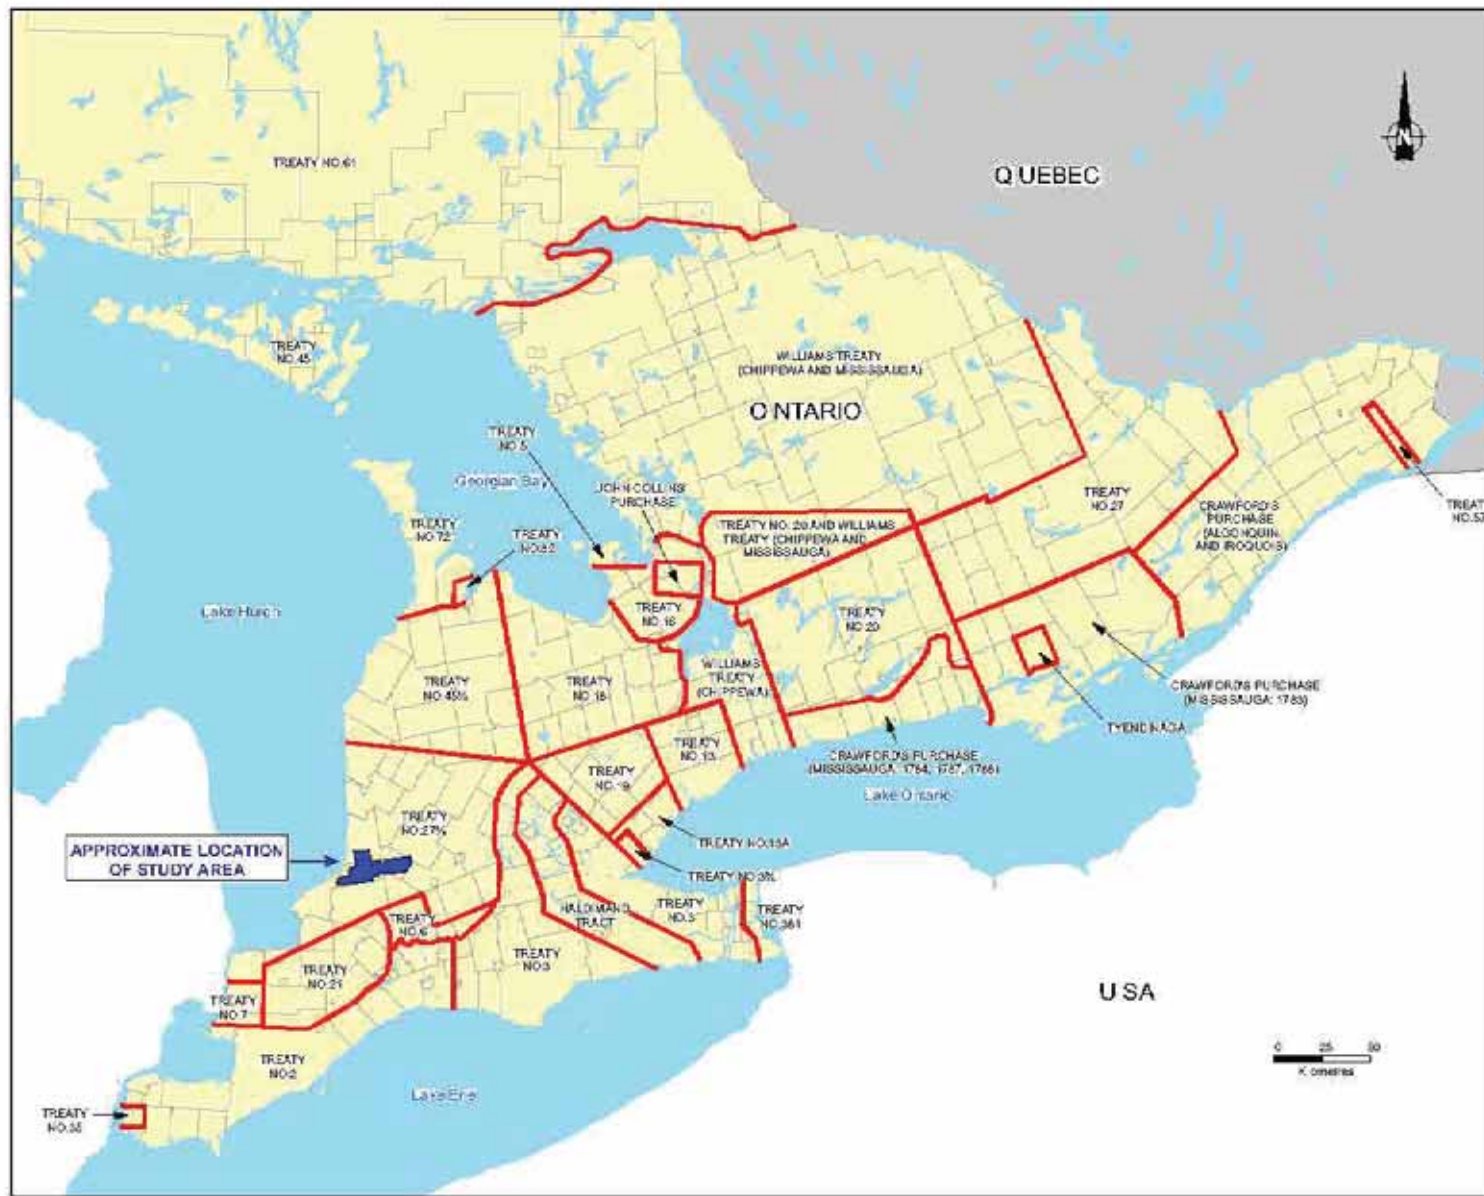 TREATY NO.61
QUEBEC
N
TREATY
NO.45
WILLIAMS TREATY
(CHIPPEWA AND MISSISSAUGA)
ONTARIO
TREATY
NO.5
Georgian Bay
JOHN COLLINS'
PURCHASE
TREATY
NO.72
TREATY
NO.82
TREATY NO. 20 AND WILLIAMS
TREATY (CHIPPEWA AND
MISSISSAUGA)
TREATY
NO.27
CRAWFORD'S
PURCHASE
(ALGONQUIN
AND IROQUOIS)
Lake Huron
TREATY
NO.16
TREATY
NO.20
TREATY
NO.45½
TREATY
NO.18
WILLIAMS
TREATY
(CHIPPEWA)
CRAWFORD'S PURCHASE
(MISSISSAUGA: 1783)
TYENDINAGA
TREATY
NO.13
TREATY
NO.19
CRAWFORD'S PURCHASE
(MISSISSAUGA: 1784, 1787, 1788)
Lake Ontario
TREATY
NO.27½
APPROXIMATE LOCATION
OF STUDY AREA
TREATY NO.13A
TREATY NO.3¾
TREATY
NO.6
HALDIMAND
TRACT
TREATY
NO.3
TREATY
NO.381
TREATY
NO.3
TREATY
NO.21
TREATY
NO.7
USA
TREATY
NO.2
0 25 50
Kilometres
Lake Erie
TREATY
NO.35